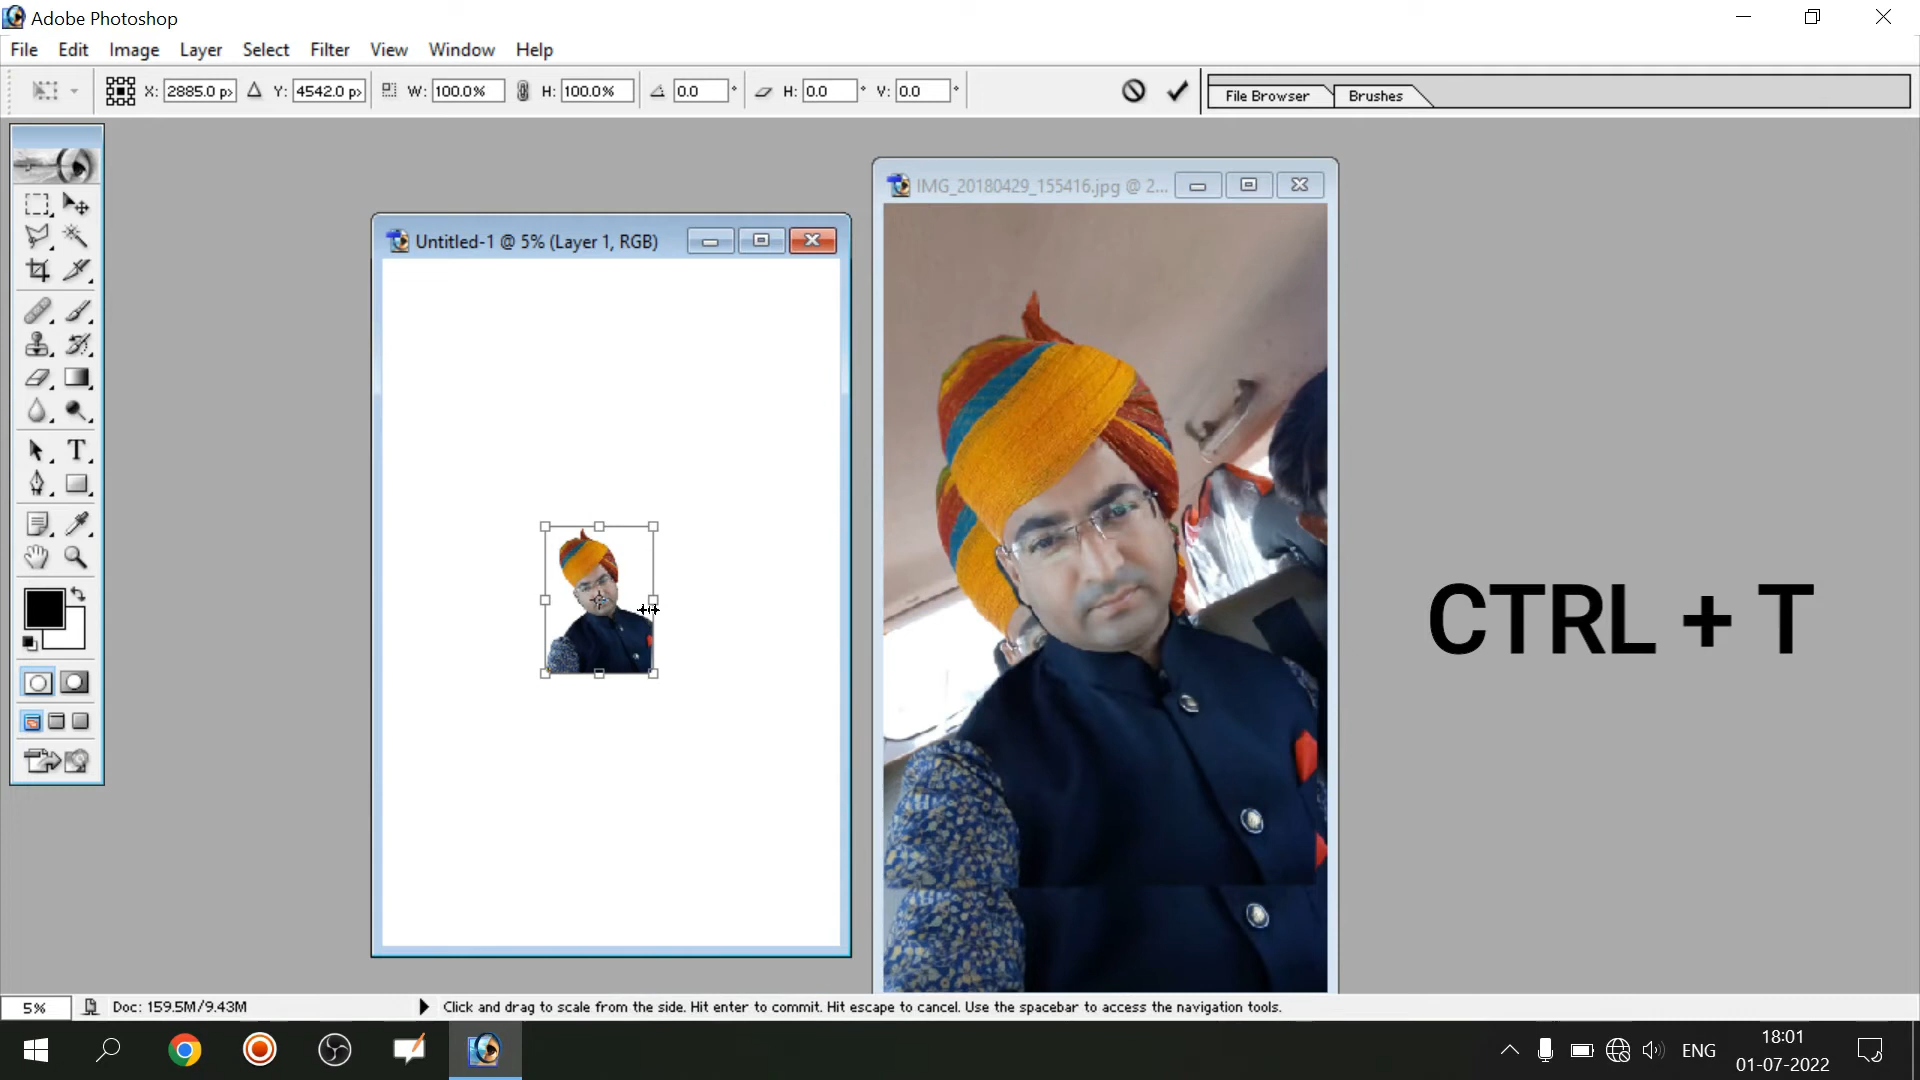 Adobe Photoshop
File Edit Image Layer Select Filter View Window Help
X: 2885.0 p> Y: 4542.0 p> W: 100.0% H: 100.0% 0.0 ° H: 0.0 ° V: 0.0 °
File Browser Brushes
IMG_20180429_155416.jpg @ 2...
Untitled-1 @ 5% (Layer 1, RGB)
T
CTRL + T
5% Doc: 159.5M/9.43M Click and drag to scale from the side. Hit enter to commit. Hit escape to cancel. Use the spacebar to access the navigation tools.
ENG
18:01
01-07-2022